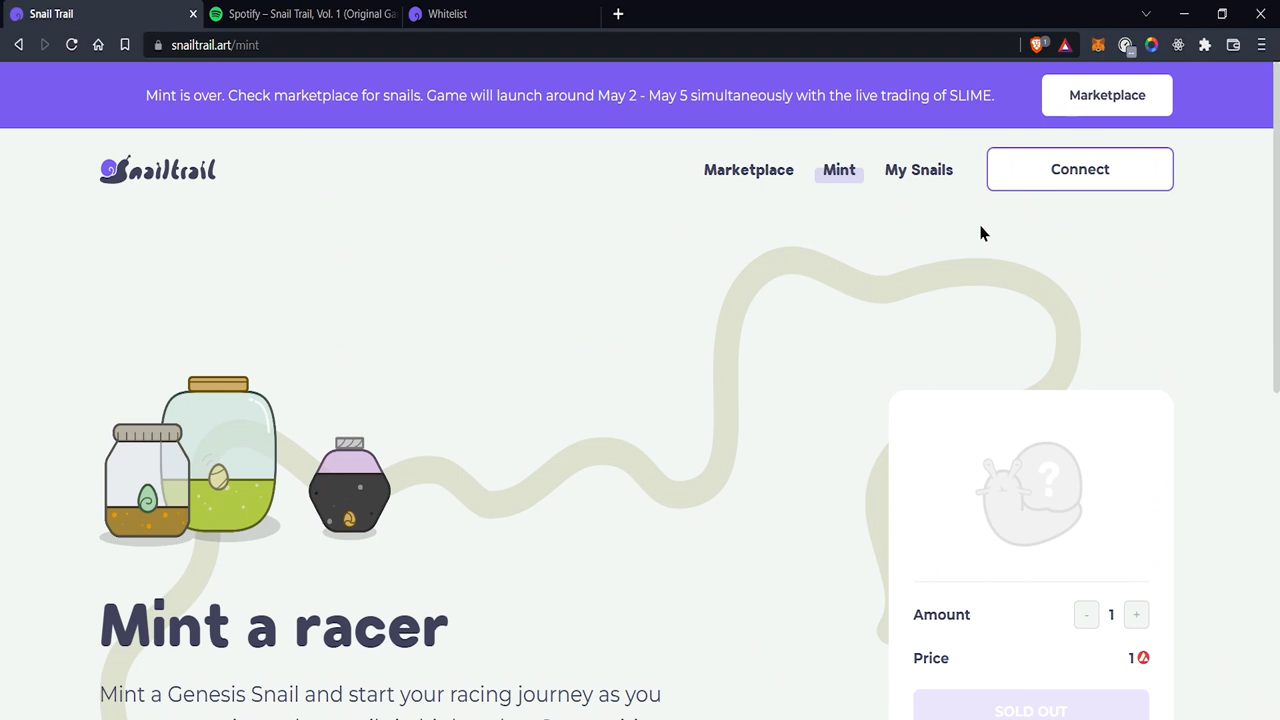 Snail Trail
Spotify – Snail Trail, Vol. 1 (Original Ga
Whitelist
snailtrail.art/mint
1
Mint is over. Check marketplace for snails. Game will launch around May 2 - May 5 simultaneously with the live trading of SLIME.
Marketplace
Snailtrail
Marketplace
Mint
My Snails
Connect
?
Amount
- 1 +
Price
1
SOLD OUT
Mint a racer
Mint a Genesis Snail and start your racing journey as you